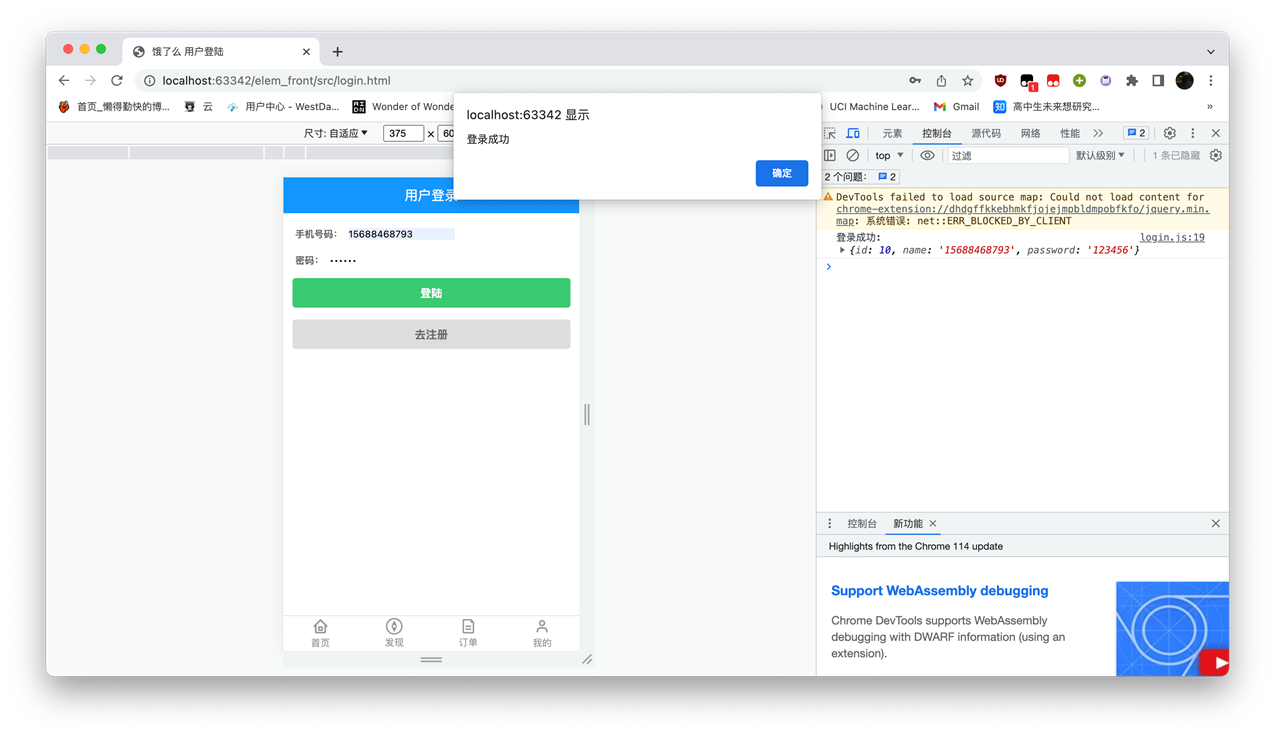 饿了么 用户登陆
localhost:63342/elem_front/src/login.html
1
首页_懒得勤快的博...
云
用户中心 - WestDa...
Wonder of Wonde
UCI Machine Lear...
Gmail
知
高中生未来想研究...
»
localhost:63342 显示
登录成功
确定
尺寸: 自适应
375
×
60
用户登录
手机号码:
15688468793
密码:
••••••
登陆
去注册
首页
发现
订单
我的
元素
控制台
源代码
网络
性能
2
top
过滤
默认级别
1 条已隐藏
2 个问题:
2
DevTools failed to load source map: Could not load content for
chrome-extension://dhdgffkkebhmkfjojejmpbldmpobfkfo/jquery.min.
map: 系统错误: net::ERR_BLOCKED_BY_CLIENT
登录成功:
login.js:19
{id: 10, name: '15688468793', password: '123456'}
控制台
新功能
Highlights from the Chrome 114 update
Support WebAssembly debugging
Chrome DevTools supports WebAssembly
debugging with DWARF information (using an
extension).